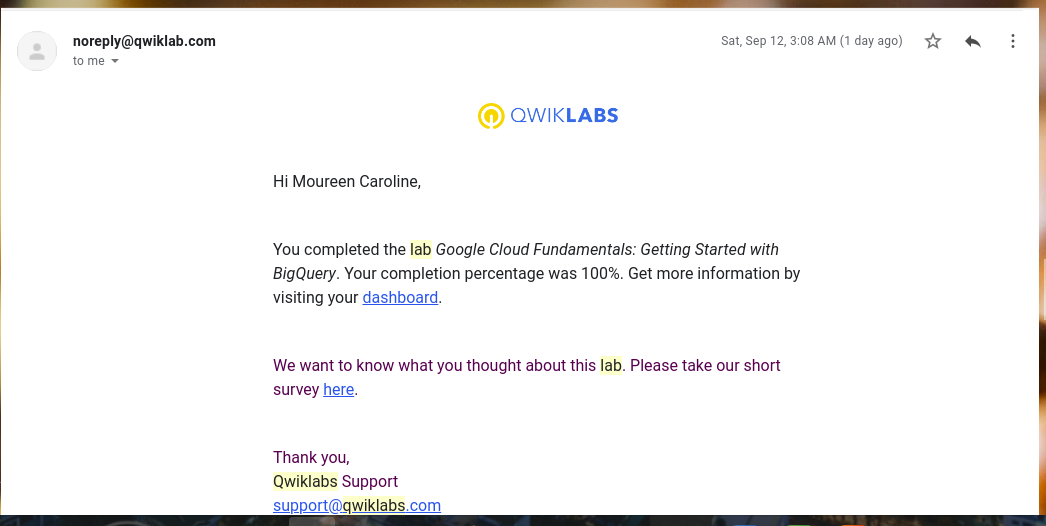 noreply@qwiklab.com
Sat, Sep 12, 3:08 AM (1 day ago)
to me
QWIKLABS
Hi Moureen Caroline,
You completed the lab Google Cloud Fundamentals: Getting Started with
BigQuery. Your completion percentage was 100%. Get more information by
visiting your dashboard.
We want to know what you thought about this lab. Please take our short
survey here.
Thank you,
Qwiklabs Support
support@qwiklabs.com